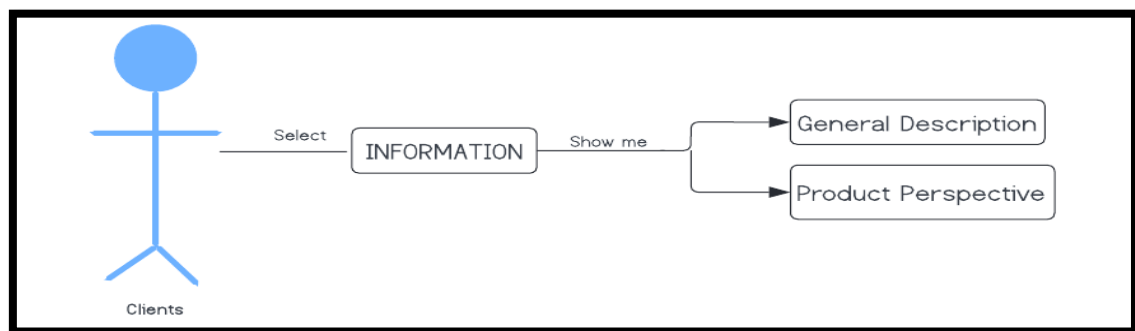 Select
INFORMATION
Show me
General Description
Product Perspective
Clients